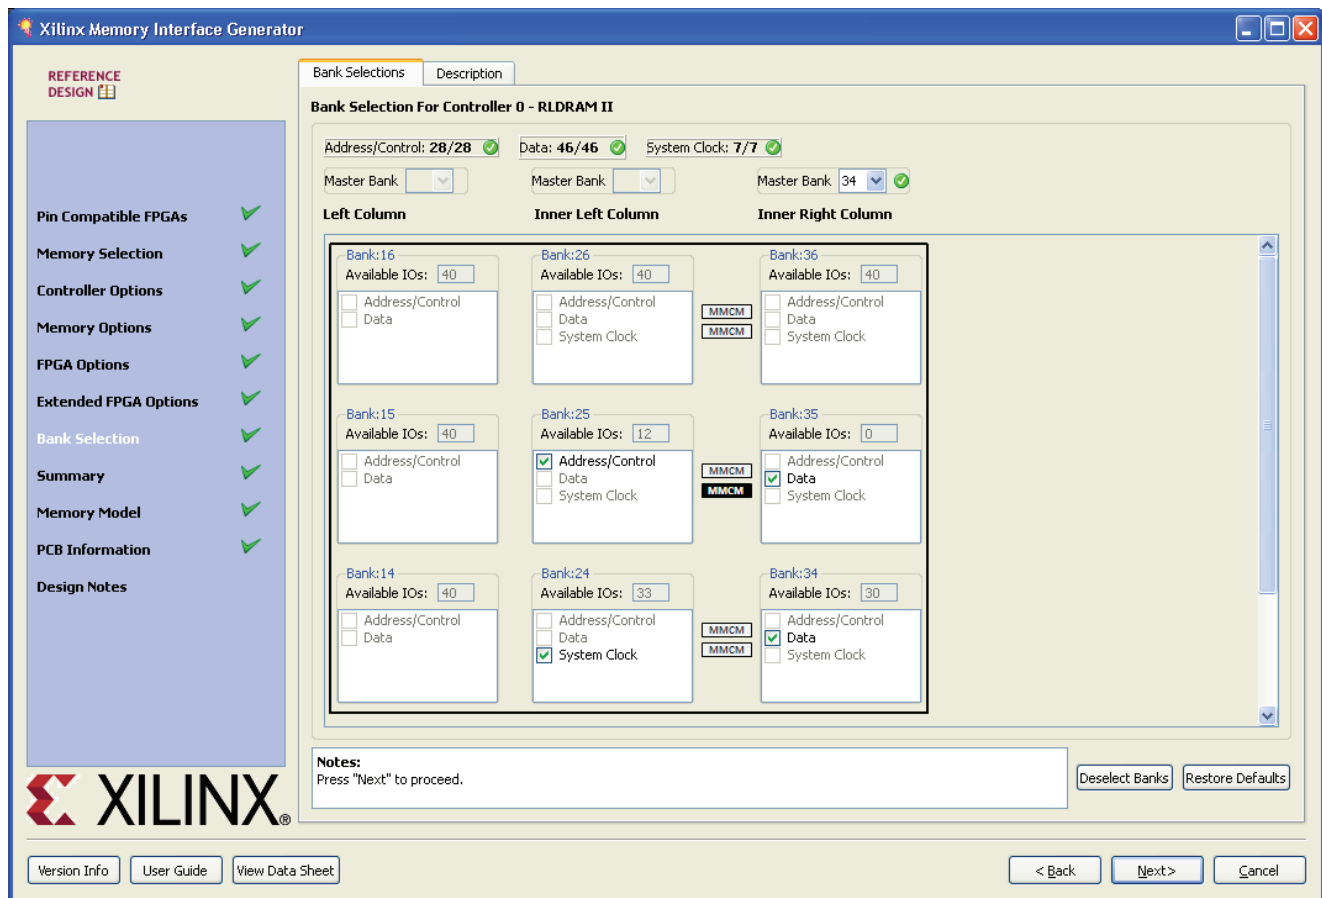 Xilinx Memory Interface Generator
REFERENCE
DESIGN
Pin Compatible FPGAs
Memory Selection
Controller Options
Memory Options
FPGA Options
Extended FPGA Options
Bank Selection
Summary
Memory Model
PCB Information
Design Notes
XILINX®
Bank Selections Description
Bank Selection For Controller 0 - RLDRAM II
Address/Control: 28/28 Data: 46/46 System Clock: 7/7
Master Bank Master Bank Master Bank 34
Left Column Inner Left Column Inner Right Column
Bank:16 Bank:26 Bank:36
Available IOs: 40 Available IOs: 40 Available IOs: 40
Address/Control Address/Control MMCM Address/Control
Data Data MMCM Data
System Clock System Clock
Bank:15 Bank:25 Bank:35
Available IOs: 40 Available IOs: 12 Available IOs: 0
Address/Control Address/Control MMCM Address/Control
Data Data MMCM Data
System Clock System Clock
Bank:14 Bank:24 Bank:34
Available IOs: 40 Available IOs: 33 Available IOs: 30
Address/Control Address/Control MMCM Address/Control
Data Data MMCM Data
System Clock System Clock
Notes:
Press "Next" to proceed.
Deselect Banks Restore Defaults
Version Info User Guide View Data Sheet < Back Next> Cancel